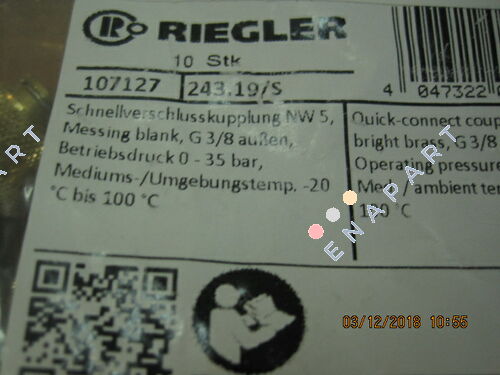 RIEGLER
10 Stk
107127 243.19/S
4 047322
Schnellverschlusskupplung NW 5,
Messing blank, G 3/8 außen,
Betriebsdruck 0 - 35 bar,
Mediums-/Umgebungstemp. -20
°C bis 100 °C
Quick-connect coup
bright brass, G 3/8
Operating pressure
ambient ten
°C
ENAPART
ENAPART
ENAPART
03/12/2018 10:55